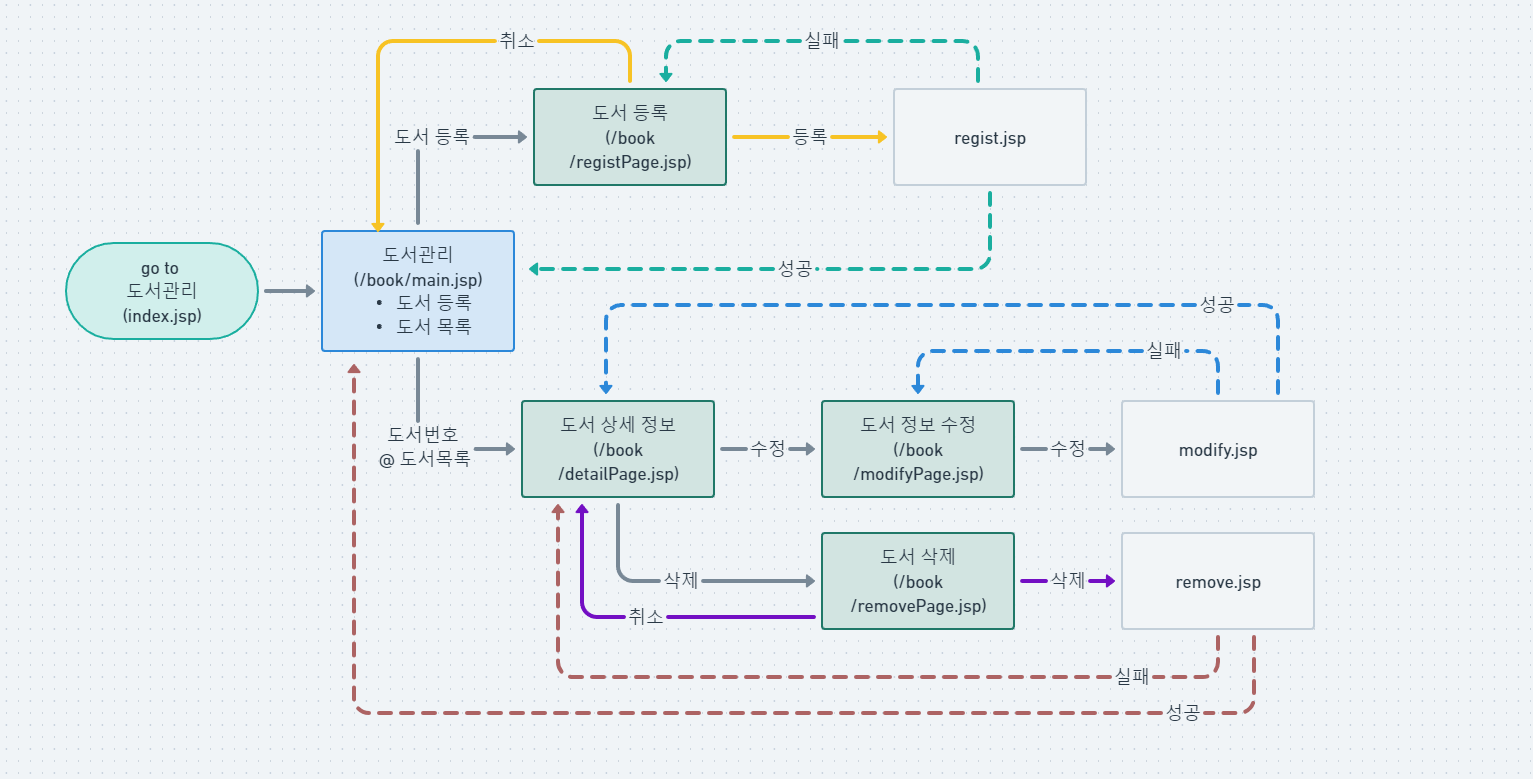 취소
실패
도서 등록
도서 등록
(/book
/registPage.jsp)
등록
regist.jsp
go to
도서관리
(index.jsp)
도서관리
(/book/main.jsp)
• 도서 등록
• 도서 목록
성공
성공
실패
도서번호
@ 도서목록
도서 상세 정보
(/book
/detailPage.jsp)
수정
도서 정보 수정
(/book
/modifyPage.jsp)
수정
modify.jsp
삭제
취소
도서 삭제
(/book
/removePage.jsp)
삭제
remove.jsp
실패
성공